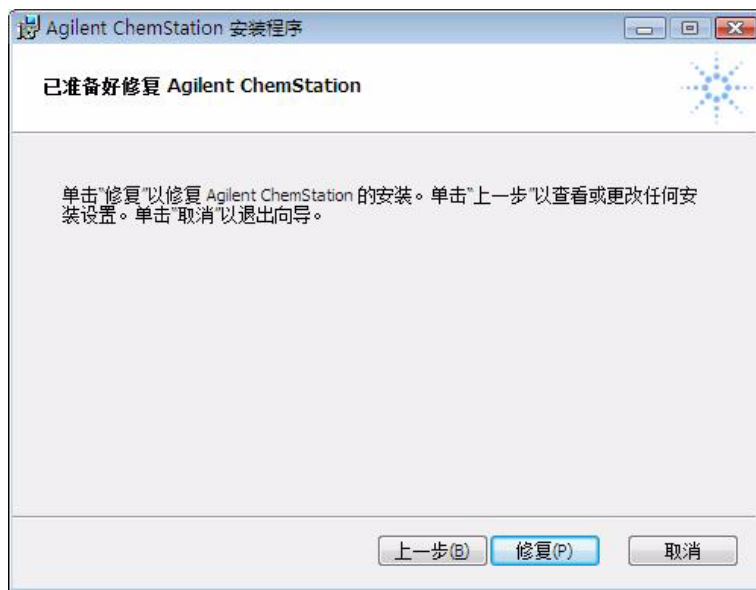 Agilent ChemStation 安装程序
已准备好修复 Agilent ChemStation
单击"修复"以修复 Agilent ChemStation 的安装。单击"上一步"以查看或更改任何安
装设置。单击"取消"以退出向导。
上一步(B) 修复(P) 取消